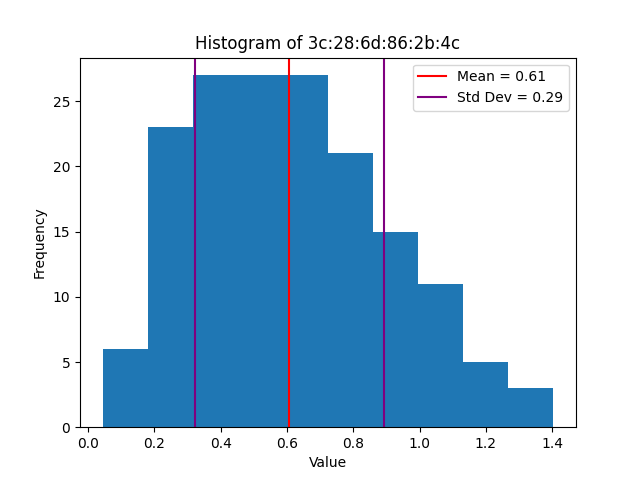 Histogram of 3c:28:6d:86:2b:4c
Mean = 0.61
Std Dev = 0.29
Frequency
25
20
15
10
5
0
0.0 0.2 0.4 0.6 0.8 1.0 1.2 1.4
Value